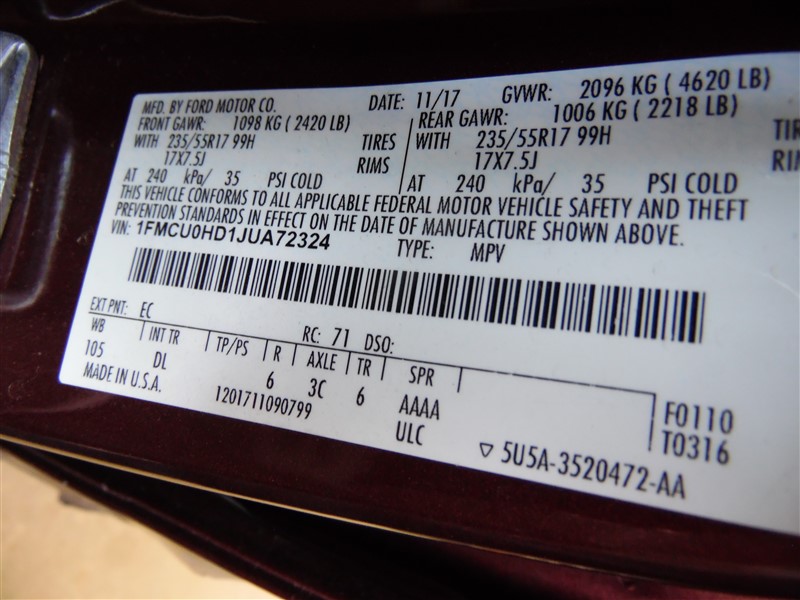 MFD. BY FORD MOTOR CO. DATE: 11/17 GVWR: 2096 KG ( 4620 LB)
FRONT GAWR: 1098 KG ( 2420 LB) REAR GAWR: 1006 KG ( 2218 LB)
WITH 235/55R17 99H TIRES WITH 235/55R17 99H
17X7.5J RIMS 17X7.5J
AT 240 kPa/ 35 PSI COLD AT 240 kPa/ 35 PSI COLD
THIS VEHICLE CONFORMS TO ALL APPLICABLE FEDERAL MOTOR VEHICLE SAFETY AND THEFT
PREVENTION STANDARDS IN EFFECT ON THE DATE OF MANUFACTURE SHOWN ABOVE.
VIN: 1FMCU0HD1JUA72324 TYPE: MPV
EXT PNT: EC RC: 71 DSO:
WB INT TR TP/PS R AXLE TR SPR
105 DL 6 3C 6 AAAA F0110
MADE IN U.S.A. 1201711090799 ULC T0316
5U5A-3520472-AA